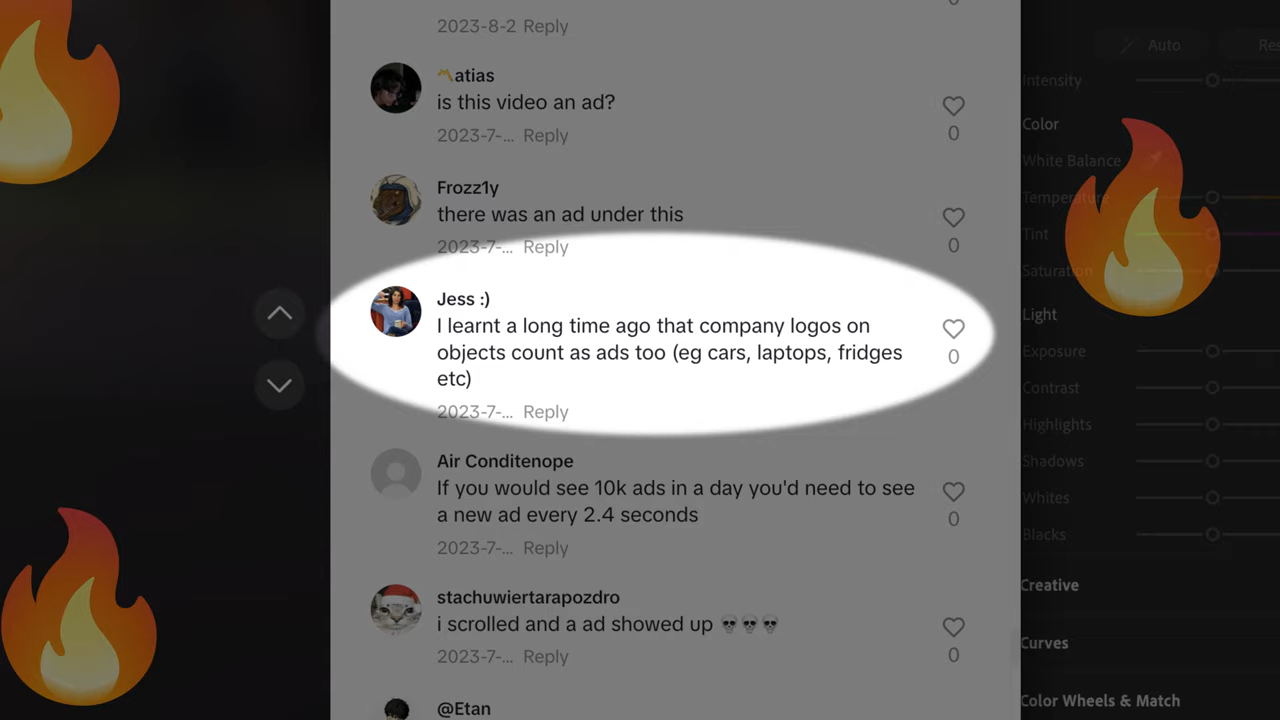 2023-8-2 Reply
0
atias
is this video an ad?
2023-7-... Reply
0
Frozz1y
there was an ad under this
2023-7-... Reply
0
Jess :)
I learnt a long time ago that company logos on
objects count as ads too (eg cars, laptops, fridges
etc)
2023-7-... Reply
0
Air Conditenope
If you would see 10k ads in a day you'd need to see
a new ad every 2.4 seconds
2023-7-... Reply
0
stachuwiertarapozdro
i scrolled and a ad showed up 💀💀💀
2023-7-... Reply
0
@Etan
Auto
Intensity
Color
White Balance
Temperature
Tint
Saturation
Light
Exposure
Contrast
Highlights
Shadows
Whites
Blacks
Creative
Curves
Color Wheels & Match